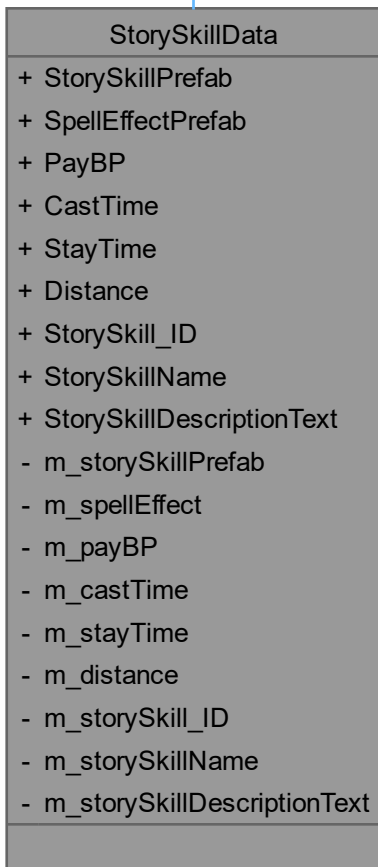 StorySkillData
+ StorySkillPrefab
+ SpellEffectPrefab
+ PayBP
+ CastTime
+ StayTime
+ Distance
+ StorySkill_ID
+ StorySkillName
+ StorySkillDescriptionText
- m_storySkillPrefab
- m_spellEffect
- m_payBP
- m_castTime
- m_stayTime
- m_distance
- m_storySkill_ID
- m_storySkillName
- m_storySkillDescriptionText